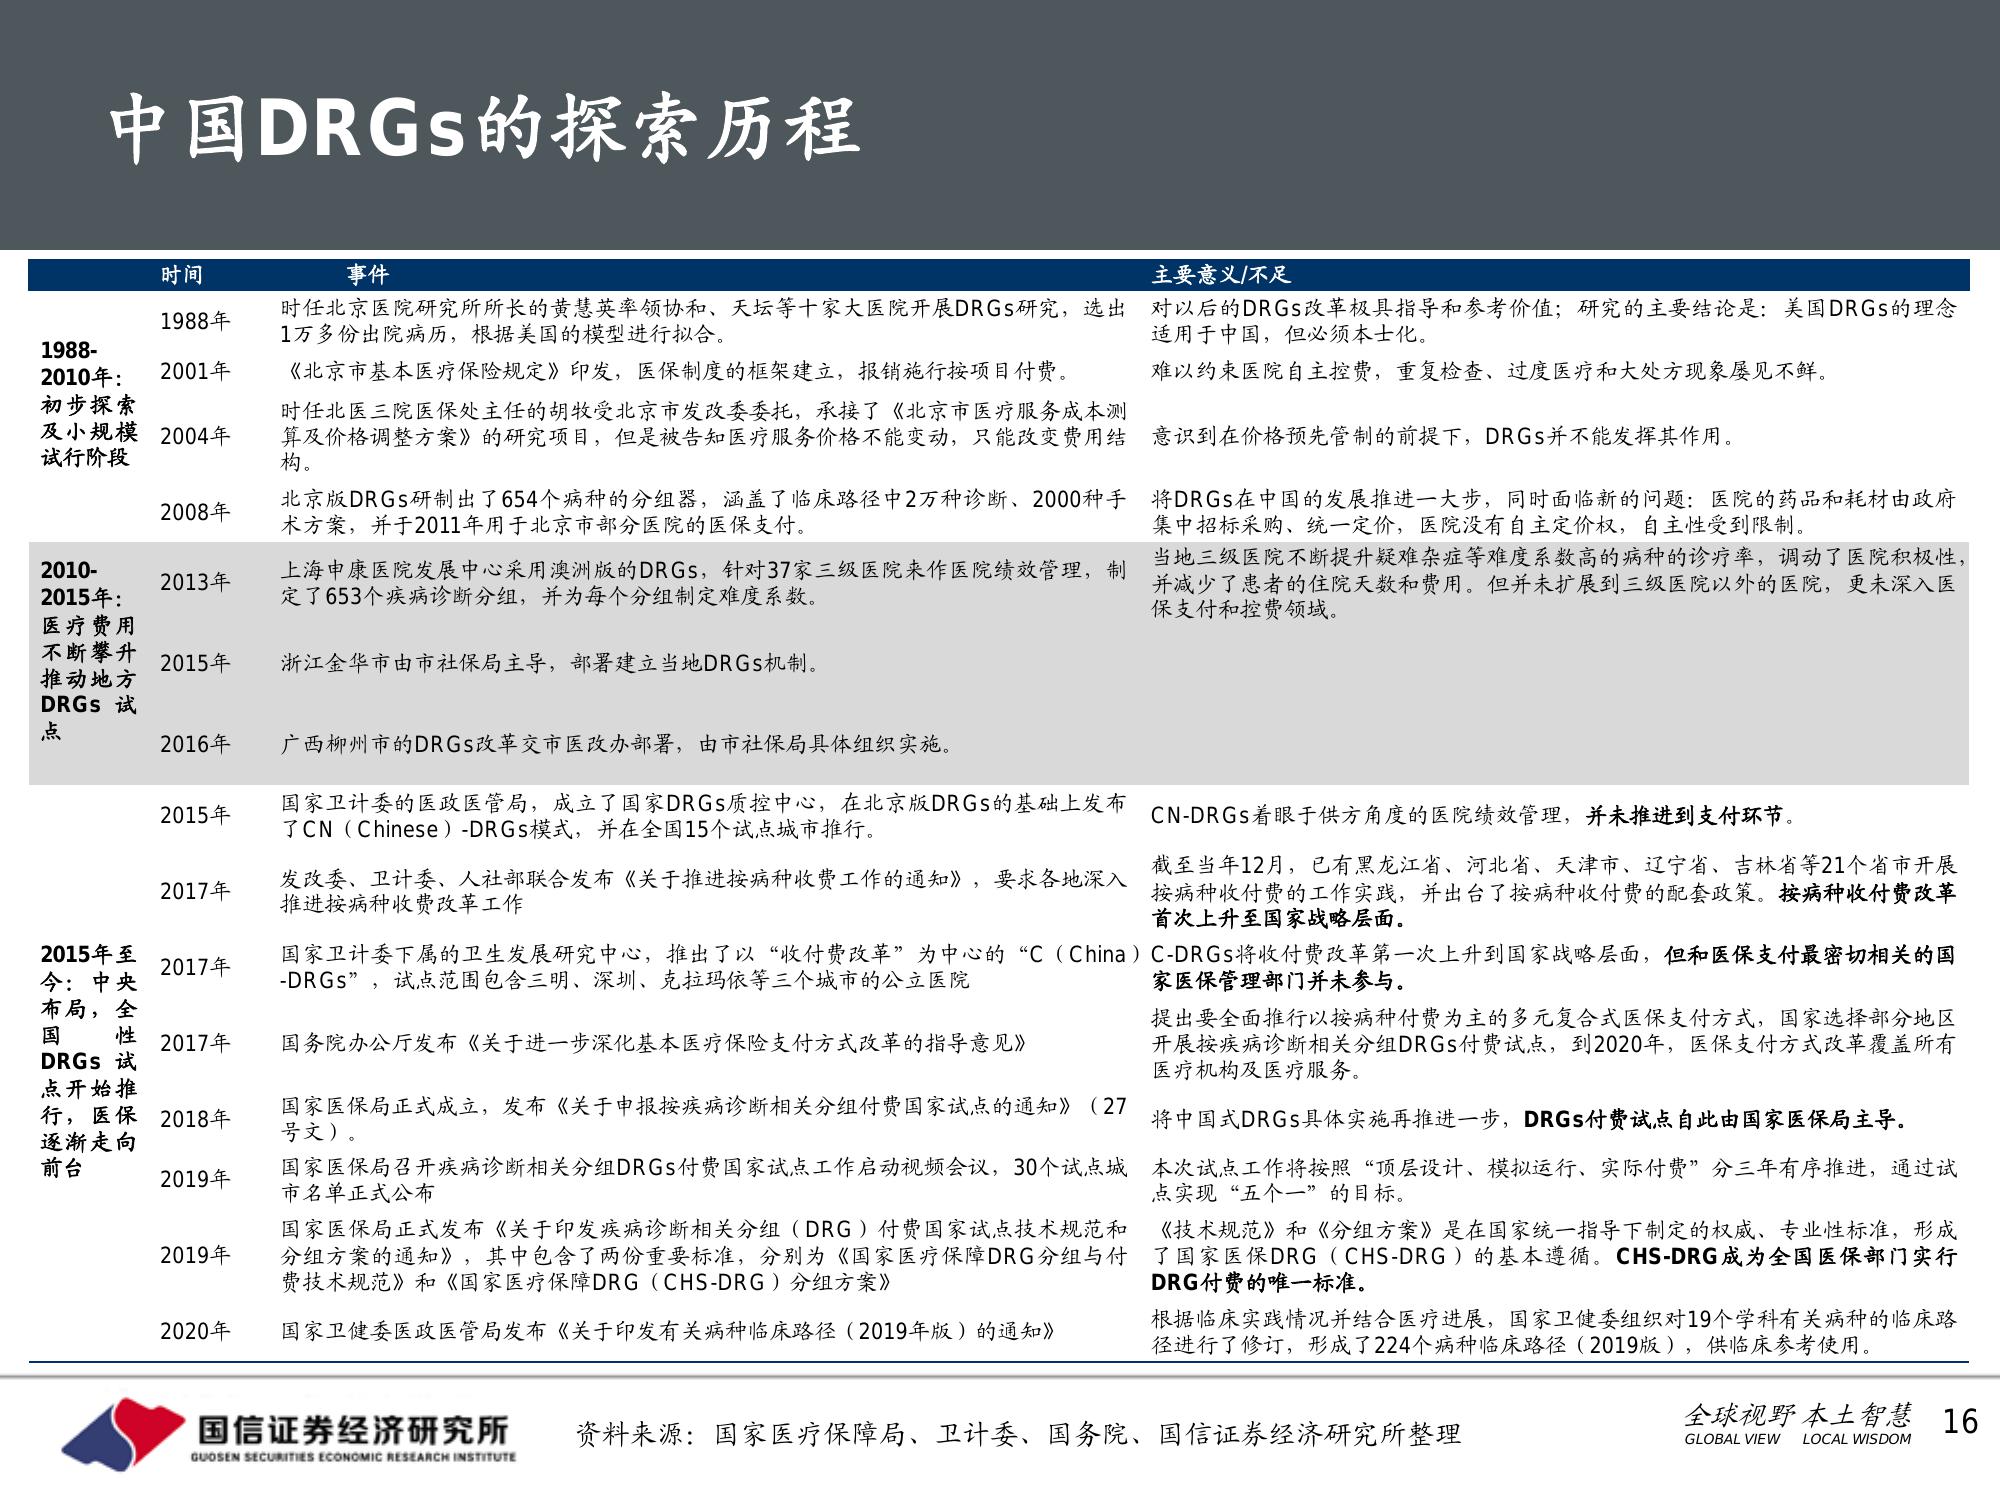 中国DRGs的探索历程
时间 事件 主要意义/不足
1988-
2010年：
初步探索
及小规模
试行阶段
1988年
时任北京医院研究所所长的黄慧英率领协和、天坛等十家大医院开展DRGs研究，选出
1万多份出院病历，根据美国的模型进行拟合。
对以后的DRGs改革极具指导和参考价值；研究的主要结论是：美国DRGs的理念
适用于中国，但必须本士化。
2001年
《北京市基本医疗保险规定》印发，医保制度的框架建立，报销施行按项目付费。
难以约束医院自主控费，重复检查、过度医疗和大处方现象屡见不鲜。
2004年
时任北医三院医保处主任的胡牧受北京市发改委委托，承接了《北京市医疗服务成本测
算及价格调整方案》的研究项目，但是被告知医疗服务价格不能变动，只能改变费用结
构。
意识到在价格预先管制的前提下，DRGs并不能发挥其作用。
2008年
北京版DRGs研制出了654个病种的分组器，涵盖了临床路径中2万种诊断、2000种手
术方案，并于2011年用于北京市部分医院的医保支付。
将DRGs在中国的发展推进一大步，同时面临新的问题：医院的药品和耗材由政府
集中招标采购、统一定价，医院没有自主定价权，自主性受到限制。
2010-
2015年：
医疗费用
不断攀升
推动地方
DRGs 试
点
2013年
上海申康医院发展中心采用澳洲版的DRGs，针对37家三级医院来作医院绩效管理，制
定了653个疾病诊断分组，并为每个分组制定难度系数。
当地三级医院不断提升疑难杂症等难度系数高的病种的诊疗率，调动了医院积极性，
并减少了患者的住院天数和费用。但并未扩展到三级医院以外的医院，更未深入医
保支付和控费领域。
2015年
浙江金华市由市社保局主导，部署建立当地DRGs机制。
2016年
广西柳州市的DRGs改革交市医改办部署，由市社保局具体组织实施。
2015年至
今：中央
布局，全
国 性
DRGs 试
点开始推
行，医保
逐渐走向
前台
2015年
国家卫计委的医政医管局，成立了国家DRGs质控中心，在北京版DRGs的基础上发布
了CN（Chinese）-DRGs模式，并在全国15个试点城市推行。
CN-DRGs着眼于供方角度的医院绩效管理，并未推进到支付环节。
2017年
发改委、卫计委、人社部联合发布《关于推进按病种收费工作的通知》，要求各地深入
推进按病种收费改革工作
截至当年12月，已有黑龙江省、河北省、天津市、辽宁省、吉林省等21个省市开展
按病种收付费的工作实践，并出台了按病种收付费的配套政策。按病种收付费改革
首次上升至国家战略层面。
2017年
国家卫计委下属的卫生发展研究中心，推出了以“收付费改革”为中心的“C（China）
-DRGs”，试点范围包含三明、深圳、克拉玛依等三个城市的公立医院
C-DRGs将收付费改革第一次上升到国家战略层面，但和医保支付最密切相关的国
家医保管理部门并未参与。
2017年
国务院办公厅发布《关于进一步深化基本医疗保险支付方式改革的指导意见》
提出要全面推行以按病种付费为主的多元复合式医保支付方式，国家选择部分地区
开展按疾病诊断相关分组DRGs付费试点，到2020年，医保支付方式改革覆盖所有
医疗机构及医疗服务。
2018年
国家医保局正式成立，发布《关于申报按疾病诊断相关分组付费国家试点的通知》（27
号文）。
将中国式DRGs具体实施再推进一步，DRGs付费试点自此由国家医保局主导。
2019年
国家医保局召开疾病诊断相关分组DRGs付费国家试点工作启动视频会议，30个试点城
市名单正式公布
本次试点工作将按照“顶层设计、模拟运行、实际付费”分三年有序推进，通过试
点实现“五个一”的目标。
2019年
国家医保局正式发布《关于印发疾病诊断相关分组（DRG）付费国家试点技术规范和
分组方案的通知》，其中包含了两份重要标准，分别为《国家医疗保障DRG分组与付
费技术规范》和《国家医疗保障DRG（CHS-DRG）分组方案》
《技术规范》和《分组方案》是在国家统一指导下制定的权威、专业性标准，形成
了国家医保DRG（CHS-DRG）的基本遵循。CHS-DRG成为全国医保部门实行
DRG付费的唯一标准。
2020年
国家卫健委医政医管局发布《关于印发有关病种临床路径（2019年版）的通知》
根据临床实践情况并结合医疗进展，国家卫健委组织对19个学科有关病种的临床路
径进行了修订，形成了224个病种临床路径（2019版），供临床参考使用。
国信证券经济研究所
GUOSEN SECURITIES ECONOMIC RESEARCH INSTITUTE
资料来源：国家医疗保障局、卫计委、国务院、国信证券经济研究所整理
全球视野 本土智慧
GLOBAL VIEW LOCAL WISDOM
16